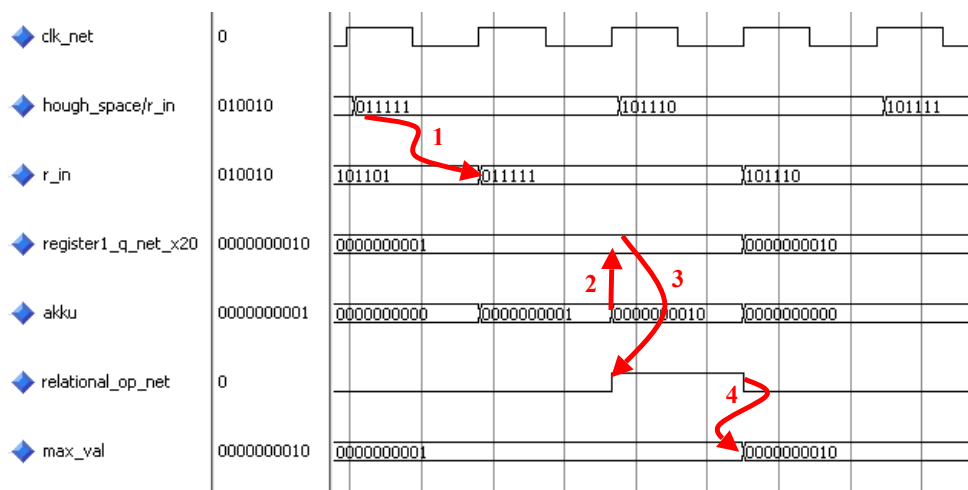 clk_net 0
hough_space/r_in 010010 011111 101110 101111
1
r_in 010010 101101 011111 101110
register1_q_net_x20 0000000010 0000000001 0000000010
2 3
akku 0000000001 0000000000 0000000001 0000000010 0000000000
relational_op_net 0
4
max_val 0000000010 0000000001 0000000010